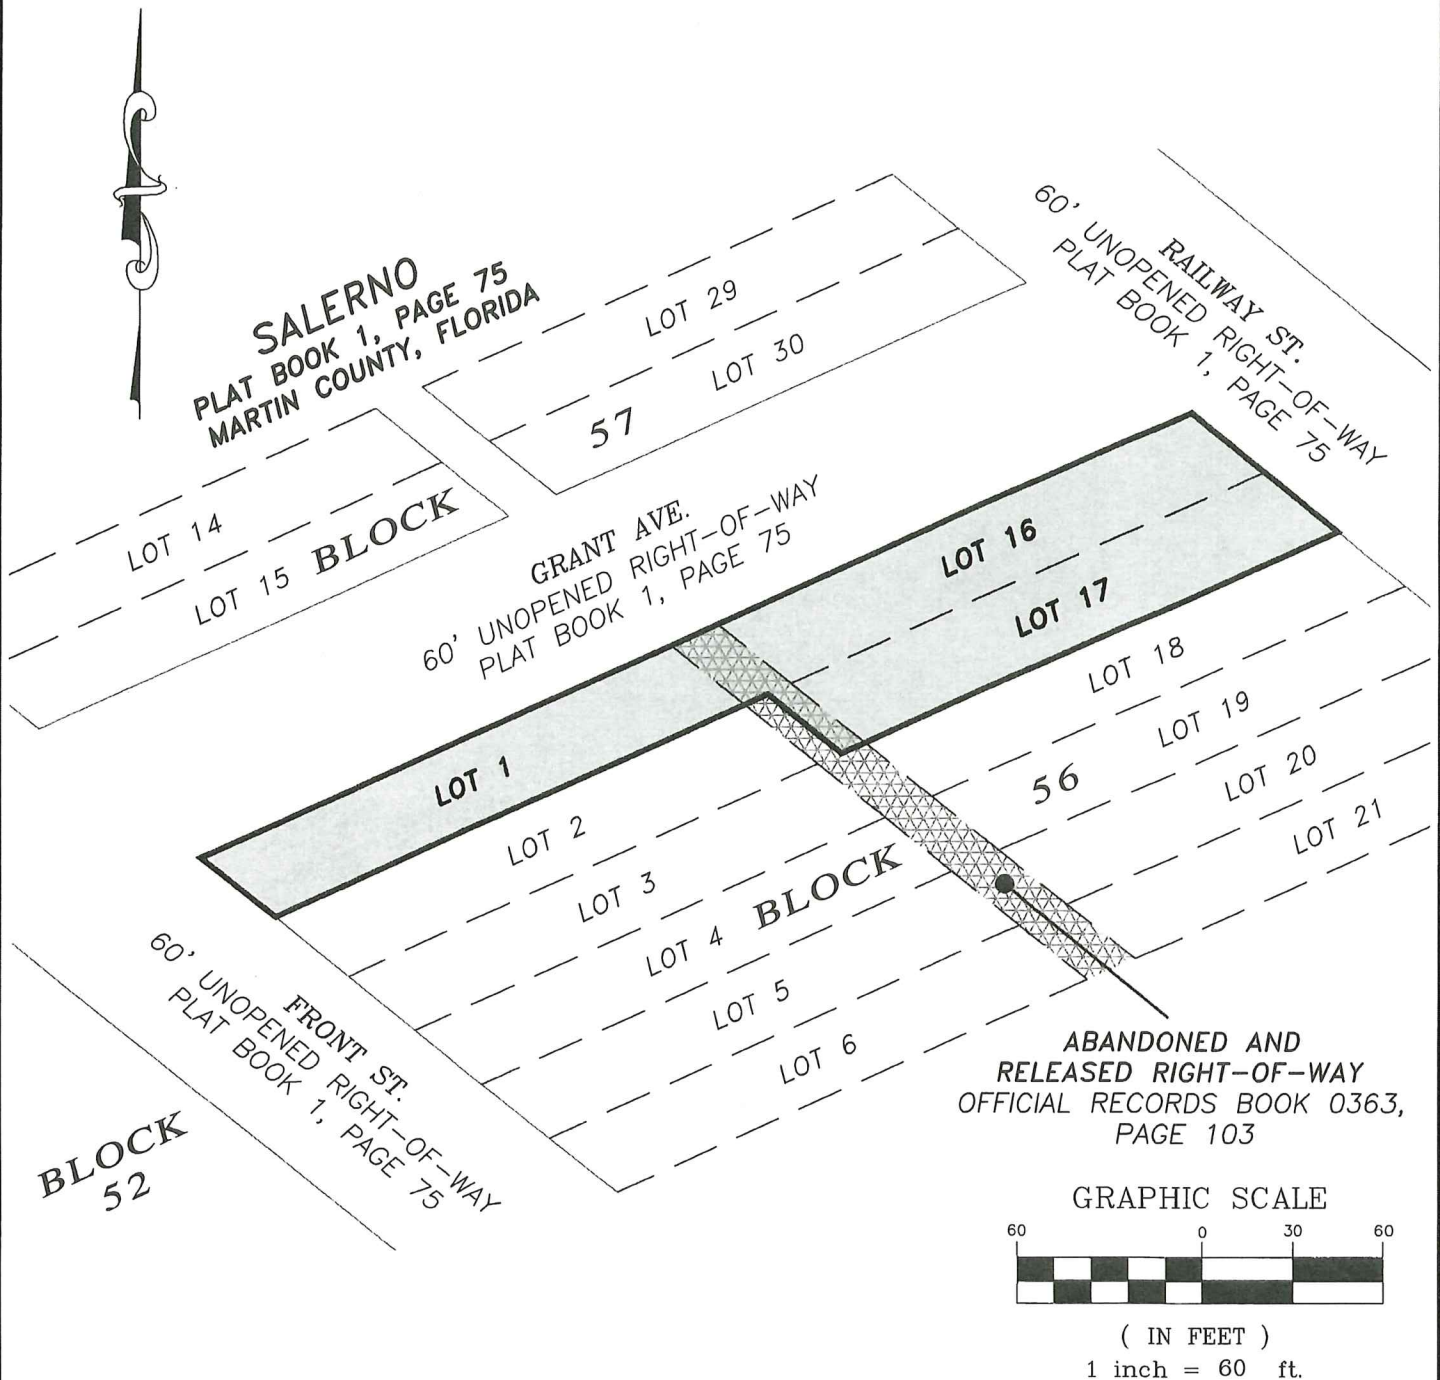 SALERNO
PLAT BOOK 1, PAGE 75
MARTIN COUNTY, FLORIDA
LOT 29
LOT 30
57
RAILWAY ST.
60' UNOPENED RIGHT-OF-WAY
PLAT BOOK 1, PAGE 75
LOT 14
LOT 15
BLOCK
GRANT AVE.
60' UNOPENED RIGHT-OF-WAY
PLAT BOOK 1, PAGE 75
LOT 16
LOT 17
LOT 1
LOT 18
LOT 19
LOT 20
LOT 21
56
LOT 2
LOT 3
LOT 4
BLOCK
LOT 5
LOT 6
FRONT ST.
60' UNOPENED RIGHT-OF-WAY
PLAT BOOK 1, PAGE 75
BLOCK
52
ABANDONED AND
RELEASED RIGHT-OF-WAY
OFFICIAL RECORDS BOOK 0363,
PAGE 103
GRAPHIC SCALE
60 0 30 60
( IN FEET )
1 inch = 60 ft.